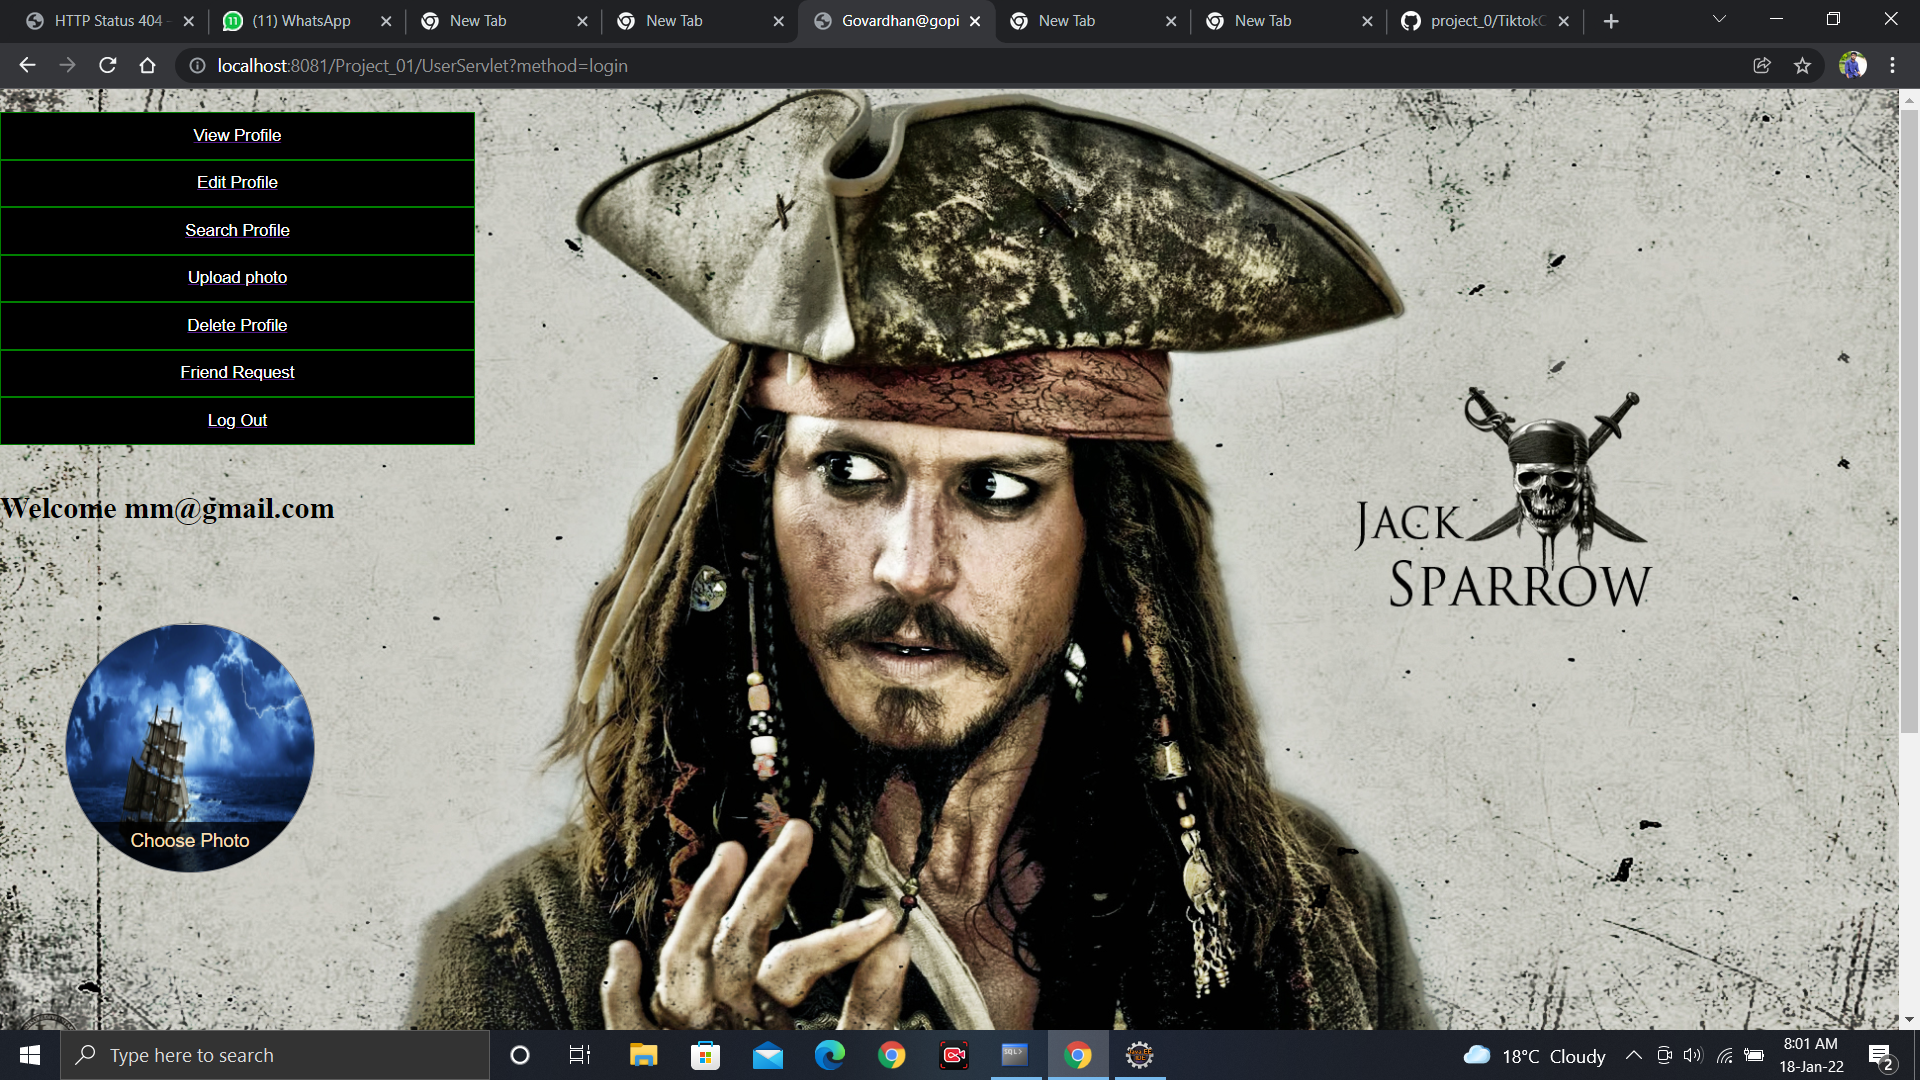 HTTP Status 404
(11) WhatsApp
New Tab
New Tab
Govardhan@gopi
New Tab
New Tab
project_0/TiktokC
localhost:8081/Project_01/UserServlet?method=login
View Profile
Edit Profile
Search Profile
Upload photo
Delete Profile
Friend Request
Log Out
Welcome mm@gmail.com
Choose Photo
JACK
SPARROW
Type here to search
SQL>
18°C Cloudy
8:01 AM
18-Jan-22
2